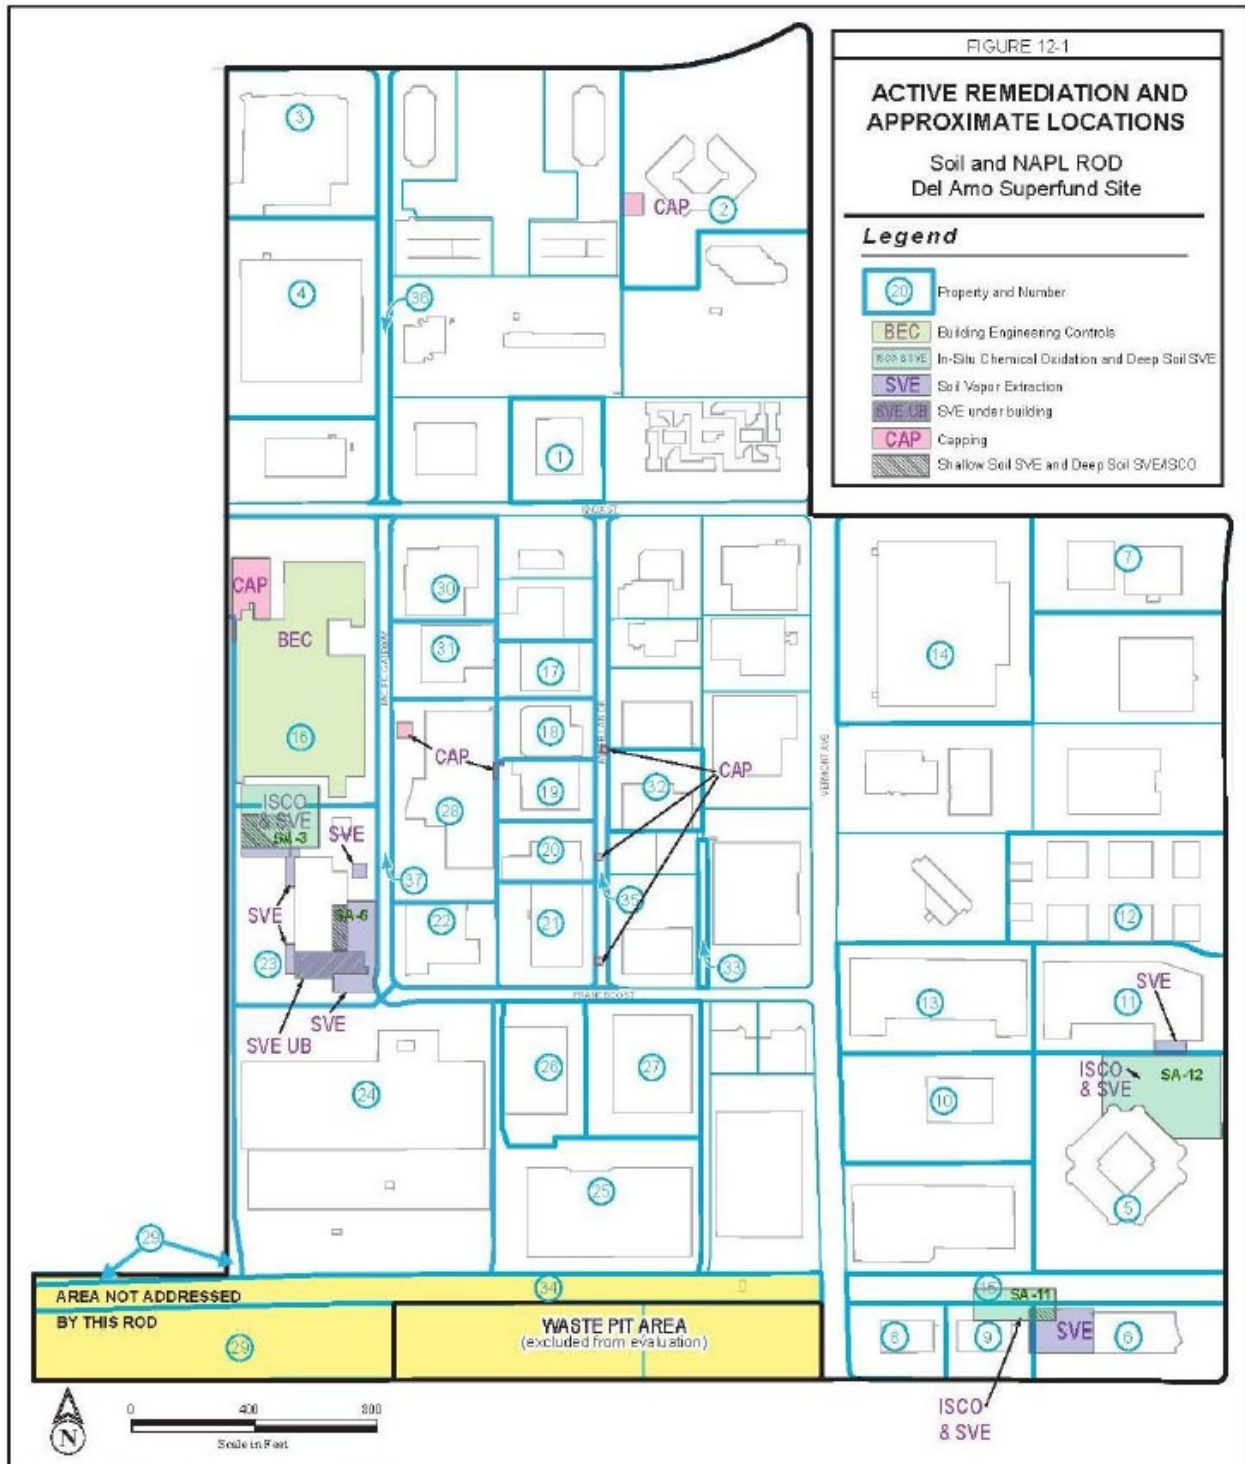 FIGURE 12-1
ACTIVE REMEDIATION AND
APPROXIMATE LOCATIONS
Soil and NAPL ROD
Del Amo Superfund Site
Legend
20 Property and Number
BEC Building Engineering Controls
ISCO & SVE In-Situ Chemical Oxidation and Deep Soil SVE
SVE Soil Vapor Extraction
SVE UB SVE under building
CAP Capping
Shallow Soil SVE and Deep Soil SVE/ISCO
3
CAP 2
4
36
1
7
CAP
30
BEC
31
PACIFIC GATEWAY
17
14
16
18
CAP
CAP
19
32
VERMONT AVE
28
ISCO
& SVE
SA-3
SVE
20
37
35
SVE
SA-6
22
21
12
23
33
SVE
FRANCISCO ST
13
11
SVE
SVE UB
26
27
ISCO
& SVE
SA-12
24
10
25
5
29
34
15
AREA NOT ADDRESSED
BY THIS ROD
SA-11
WASTE PIT AREA
(excluded from evaluation)
29
8
9
SVE
6
ISCO
& SVE
N
0 400 800
Scale in Feet